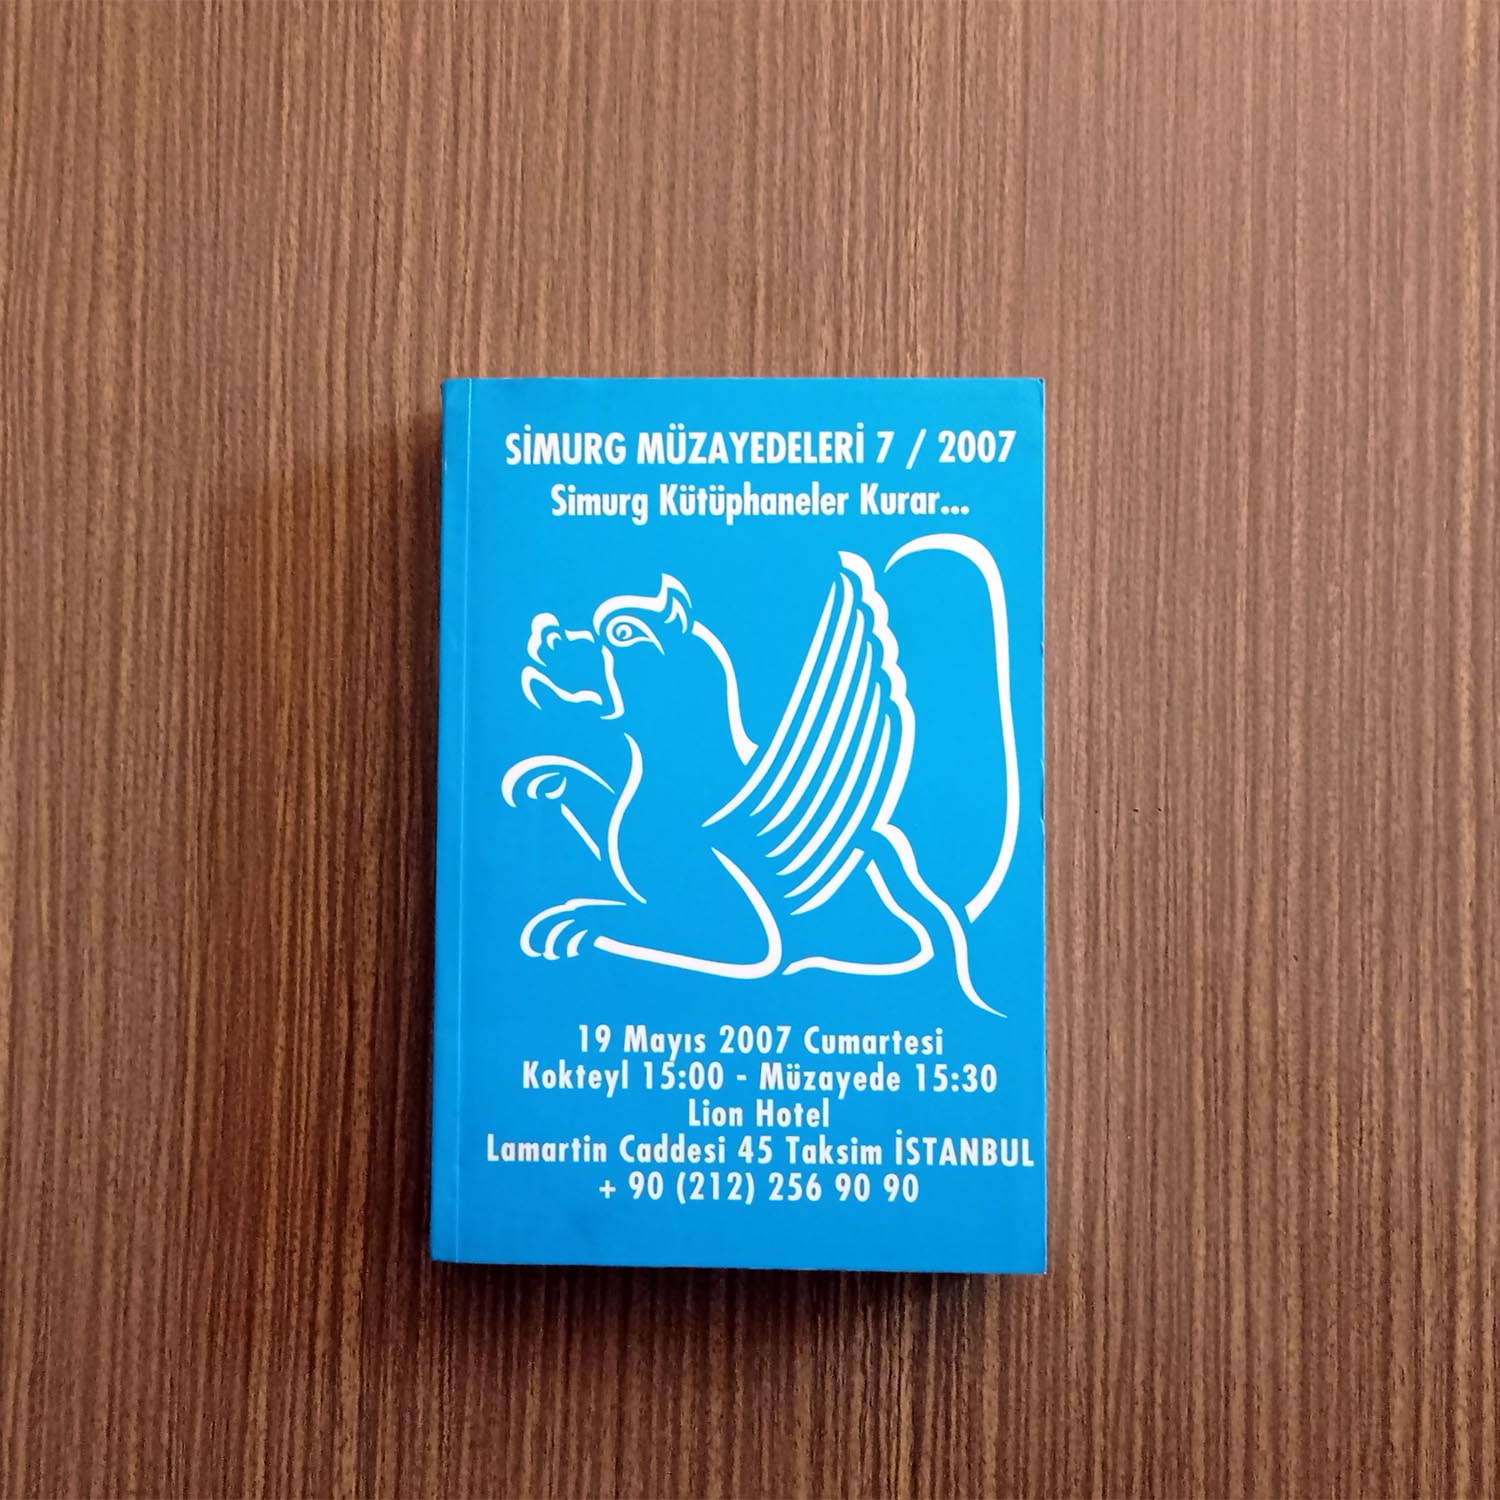 SİMURG MÜZAYEDELERİ 7 / 2007
Simurg Kütüphaneler Kurar...
19 Mayıs 2007 Cumartesi
Kokteyl 15:00 - Müzayede 15:30
Lion Hotel
Lamartin Caddesi 45 Taksim İSTANBUL
+ 90 (212) 256 90 90